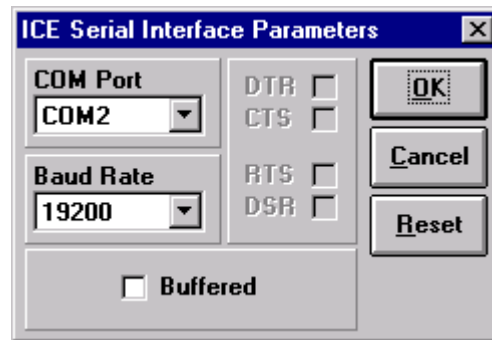 ICE Serial Interface Parameters
COM Port
COM2
Baud Rate
19200
DTR
CTS
RTS
DSR
Buffered
OK
Cancel
Reset